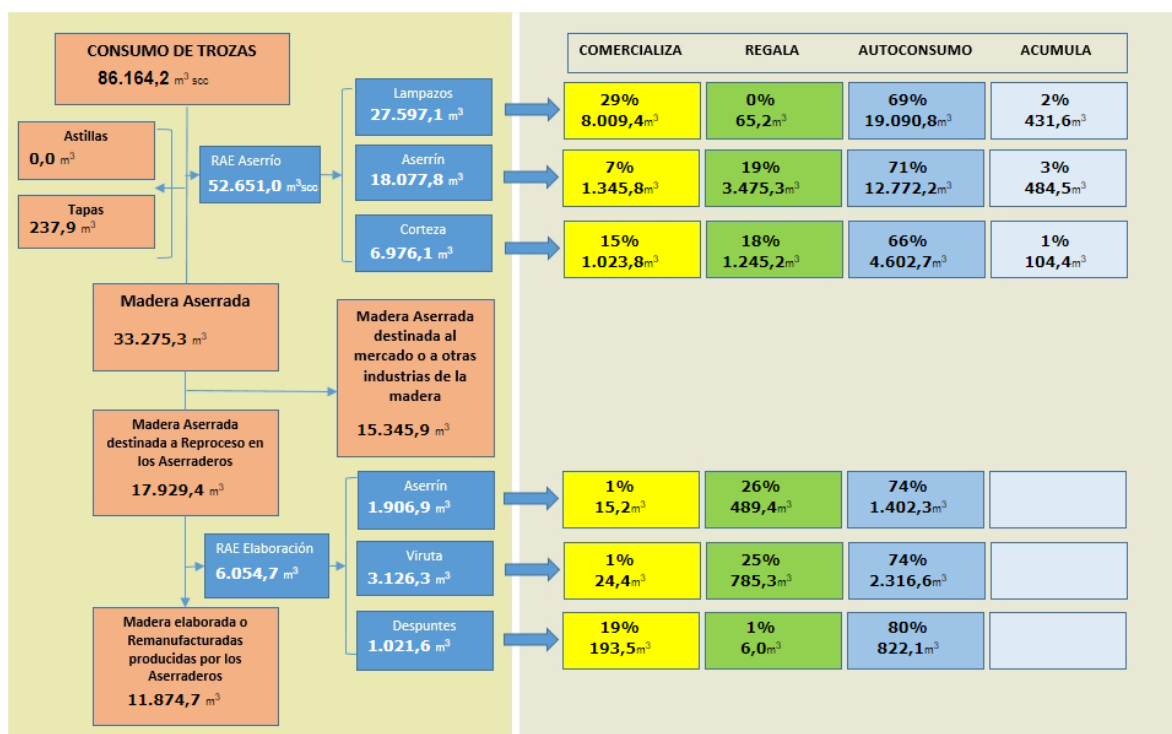 CONSUMO DE TROZAS
86.164,2 m³ scc
Astillas
0,0 m³
Tapas
237,9 m³
RAE Aserrío
52.651,0 m³scc
Lampazos
27.597,1 m³
Aserrín
18.077,8 m³
Corteza
6.976,1 m³
Madera Aserrada
33.275,3 m³
Madera Aserrada
destinada al
mercado o a otras
industrias de la
madera
15.345,9 m³
Madera Aserrada
destinada a Reproceso en
los Aserraderos
17.929,4 m³
RAE Elaboración
6.054,7 m³
Aserrín
1.906,9 m³
Viruta
3.126,3 m³
Despuntes
1.021,6 m³
Madera elaborada o
Remanufacturadas
producidas por los
Aserraderos
11.874,7 m³
COMERCIALIZA REGALA AUTOCONSUMO ACUMULA
29% 0% 69% 2%
8.009,4m³ 65,2m³ 19.090,8m³ 431,6m³
7% 19% 71% 3%
1.345,8m³ 3.475,3m³ 12.772,2m³ 484,5m³
15% 18% 66% 1%
1.023,8m³ 1.245,2m³ 4.602,7m³ 104,4m³
1% 26% 74%
15,2m³ 489,4m³ 1.402,3m³
1% 25% 74%
24,4m³ 785,3m³ 2.316,6m³
19% 1% 80%
193,5m³ 6,0m³ 822,1m³